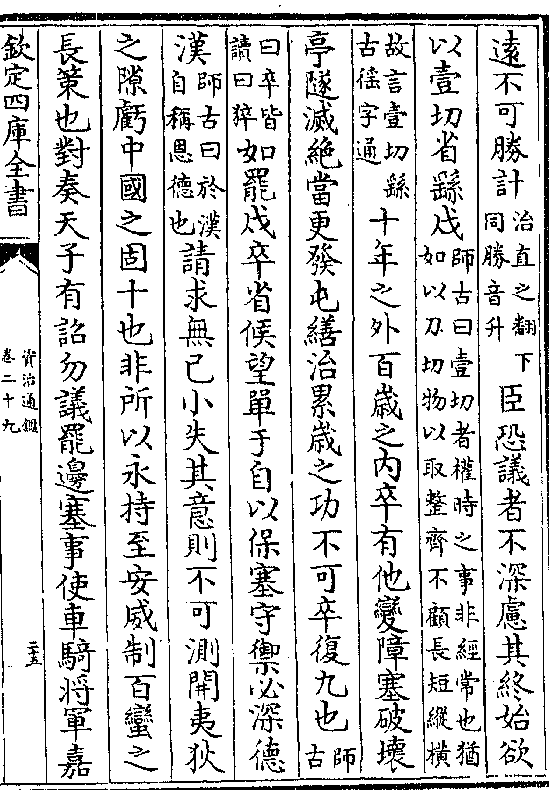 遠不可勝計治直之翻下同勝音升臣恐議者不深慮其終始欲
以壹切省繇戍師古曰壹切者權時之事非經常也猶如以刀切物以取整齊不顧長短縱橫
故言壹切繇古徭字通十年之外百歲之内卒有他變障塞破壞
亭隧滅絶當更發屯繕治累歲之功不可卒復九也師古
曰卒皆讀曰猝如罷戍卒省候望單于自以保塞守禦必深德
漢師古曰於漢自稱恩德也請求無已小失其意則不可測開夷狄
之隙虧中國之固十也非所以永持至安威制百蠻之
長策也對奏天子有詔勿議罷邊塞事使車騎將軍嘉
欽定四庫全書
資治通鑑
卷二十九
二十五